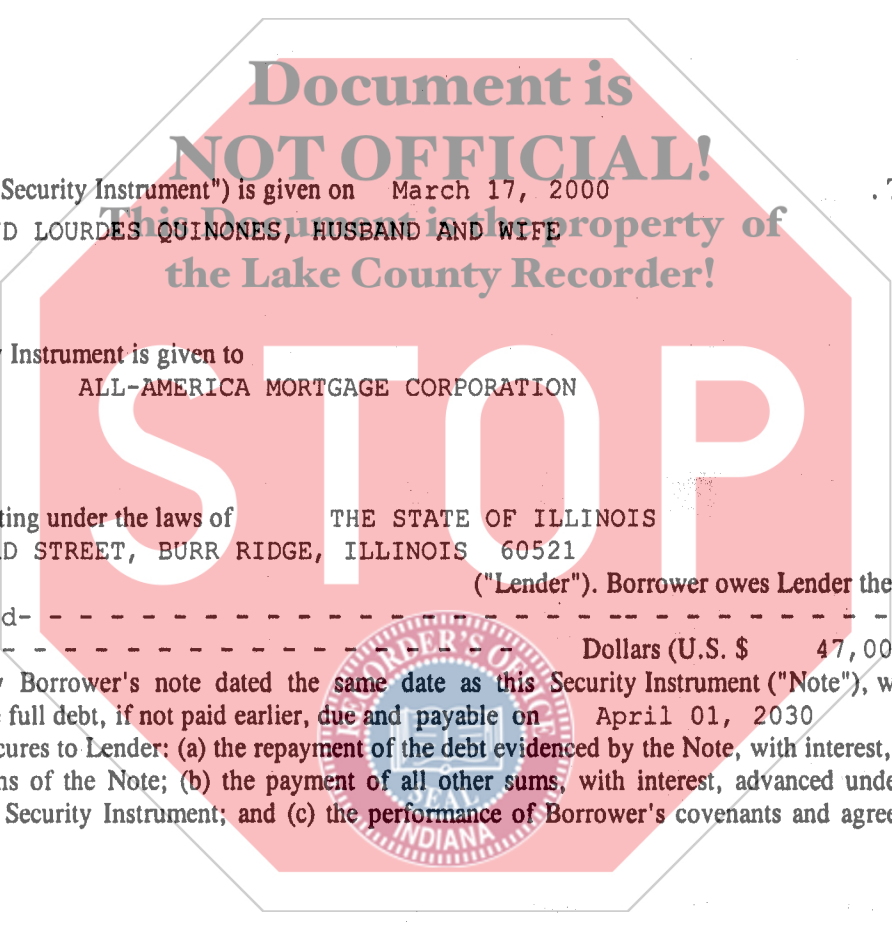 Document is
NOT OFFICIAL!
Security Instrument") is given on March 17, 2000 .
This Document is the property of
D LOURDES QUINONES, HUSBAND AND WIFE
the Lake County Recorder!
Instrument is given to
ALL-AMERICA MORTGAGE CORPORATION
STOP
ting under the laws of THE STATE OF ILLINOIS
D STREET, BURR RIDGE, ILLINOIS 60521
("Lender"). Borrower owes Lender the
d- - - - - - - - - - - - - - - - - - - - - - - - - - - - -
- - - - - - - - - - - - - - - - - Dollars (U.S. $ 47,00
Borrower's note dated the same date as this Security Instrument ("Note"), w
full debt, if not paid earlier, due and payable on April 01, 2030
cures to Lender: (a) the repayment of the debt evidenced by the Note, with interest,
ns of the Note; (b) the payment of all other sums, with interest, advanced unde
Security Instrument; and (c) the performance of Borrower's covenants and agree
RECORDER'S OFFICE
SEAL
INDIANA